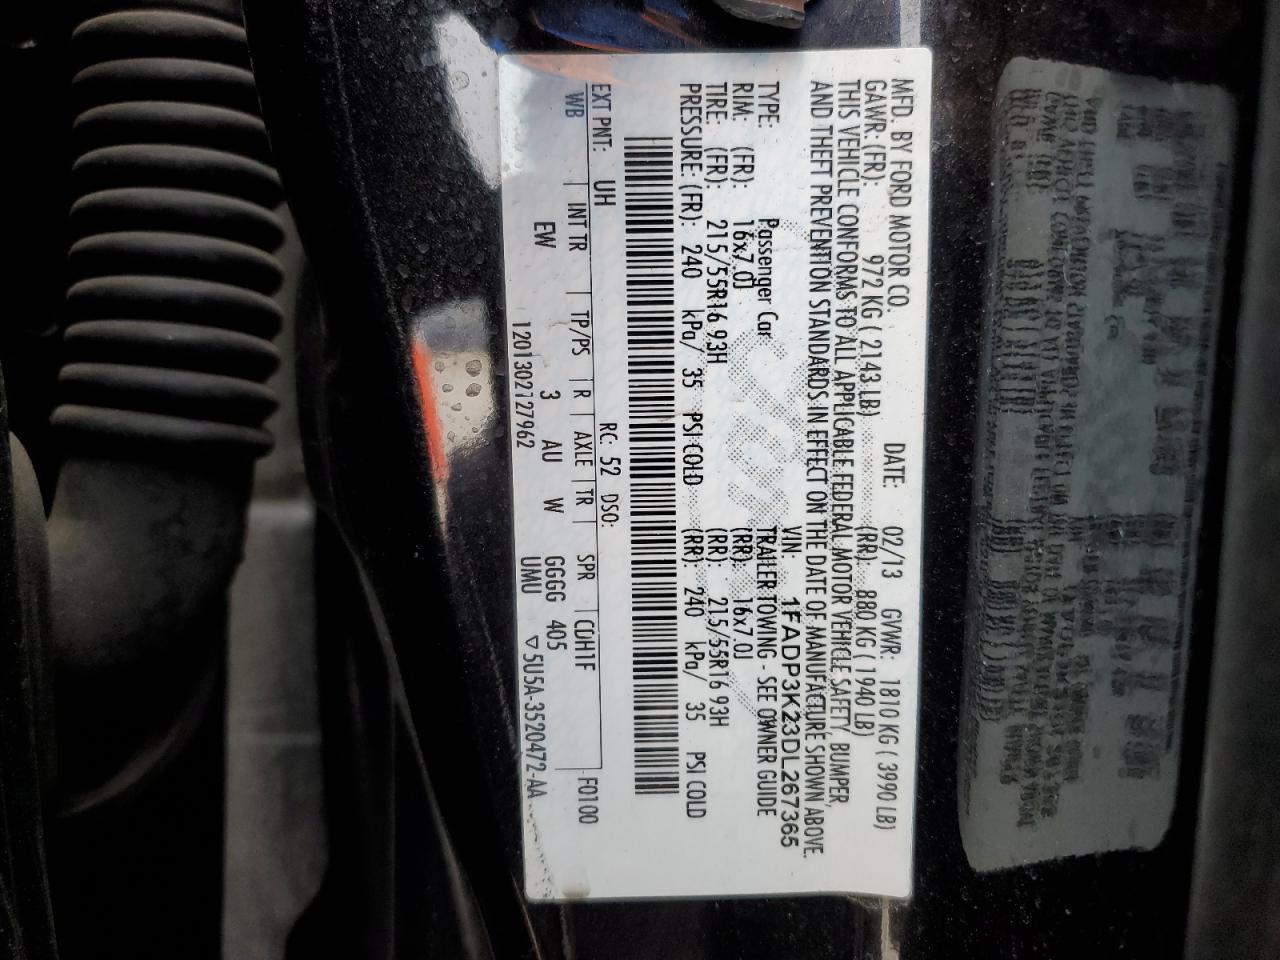 MFD. BY FORD MOTOR CO.
DATE: 02/13 GVWR: 1810 KG ( 3990 LB)
GAWR: (FR): 972 KG ( 2143 LB) (RR): 880 KG ( 1940 LB)
THIS VEHICLE CONFORMS TO ALL APPLICABLE FEDERAL MOTOR VEHICLE SAFETY, BUMPER,
AND THEFT PREVENTION STANDARDS IN EFFECT ON THE DATE OF MANUFACTURE SHOWN ABOVE.
VIN: 1FADP3K23DL267365
TYPE: Passenger Car TRAILER TOWING - SEE OWNER GUIDE
RIM: (FR): 16x7.0J (RR): 16x7.0J
TIRE: (FR): 215/55R16 93H (RR): 215/55R16 93H
PRESSURE: (FR): 240 kPa/ 35 PSI COLD (RR): 240 kPa/ 35 PSI COLD
EXT PNT: UH RC: 52 DSO: F0100
WB INT TR TP/PS R AXLE TR SPR CDH1F
EW 3 AU W GGGG 405
1201302127962 UMU ▽5U5A-3520472-AA